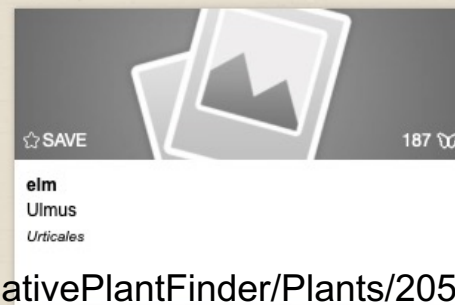 SAVE
187
elm
Ulmus
Urticales
ativePlantFinder/Plants/205